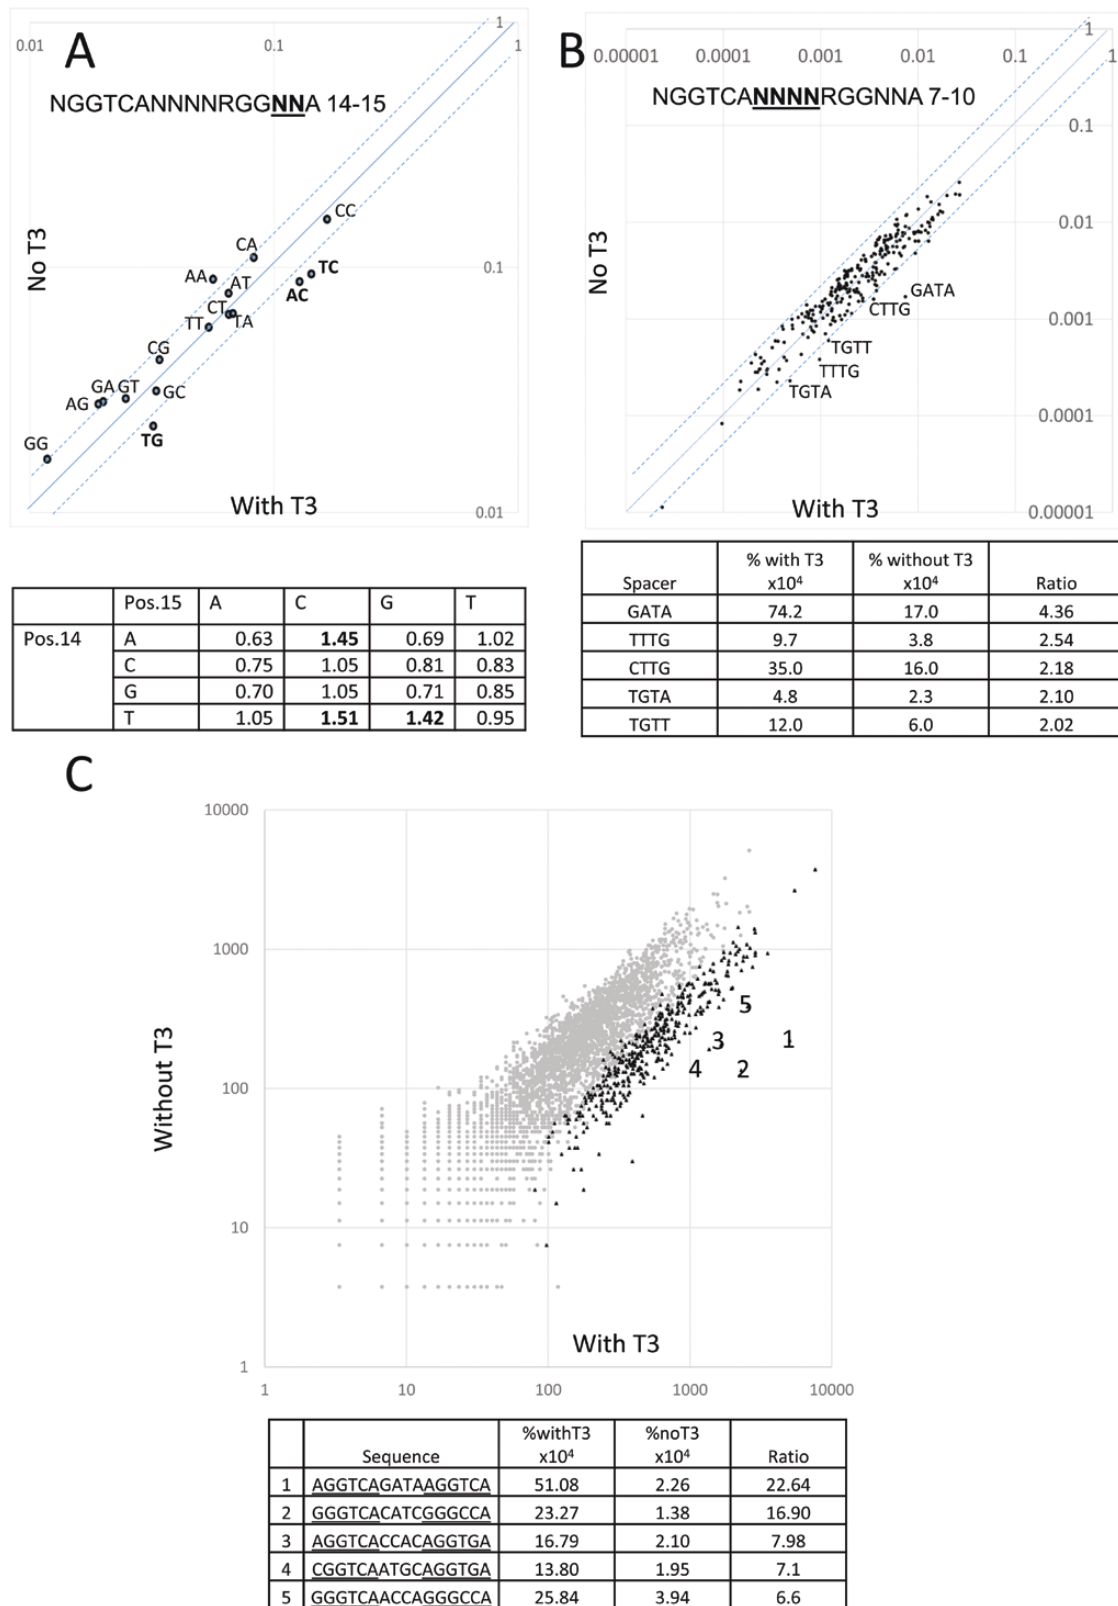 A
0.01 0.1 1
1
NGGTCANNNNRGGNNA 14-15
No T3
CC
CA
TC
AA
AT
AC
0.1
CT
TT
TA
CG
GA GT
GC
AG
TG
GG
With T3
0.01
B
0.00001 0.0001 0.001 0.01 0.1 1
1
NGGTCANNNNRGGNNA 7-10
0.1
No T3
0.01
GATA
CTTG
0.001
TGTT
TTTG
TGTA
0.0001
With T3
0.00001
Pos.15 A C G T
Pos.14 A 0.63 1.45 0.69 1.02
C 0.75 1.05 0.81 0.83
G 0.70 1.05 0.71 0.85
T 1.05 1.51 1.42 0.95
% with T3 % without T3
Spacer x10⁴ x10⁴ Ratio
GATA 74.2 17.0 4.36
TTTG 9.7 3.8 2.54
CTTG 35.0 16.0 2.18
TGTA 4.8 2.3 2.10
TGTT 12.0 6.0 2.02
C
10000
1000
Without T3
5
3 1
4 2
100
10
With T3
1
1 10 100 1000 10000
%withT3 %noT3
Sequence x10⁴ x10⁴ Ratio
1 AGGTCAGATAAGGTCA 51.08 2.26 22.64
2 GGGTCACATCGGGCCA 23.27 1.38 16.90
3 AGGTCACCACAGGTGA 16.79 2.10 7.98
4 CGGTCAATGCAGGTGA 13.80 1.95 7.1
5 GGGTCAACCAGGGCCA 25.84 3.94 6.6